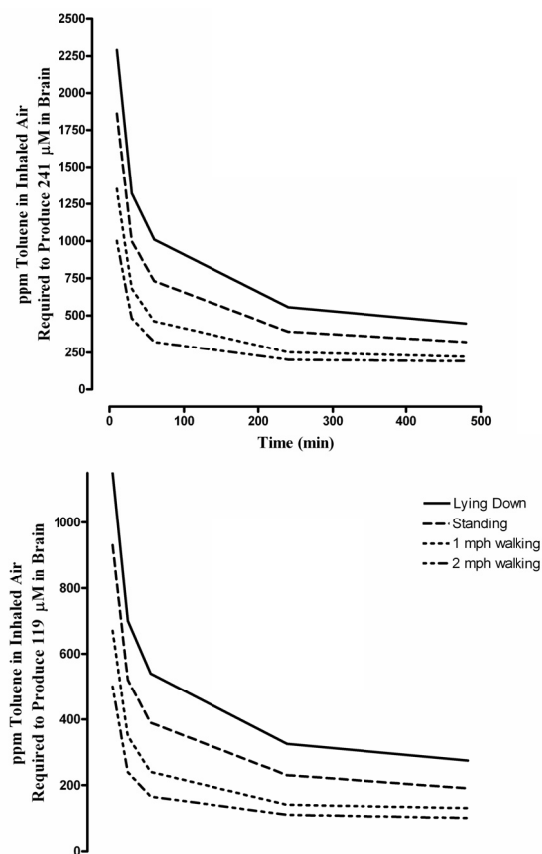 ppm Toluene in Inhaled Air
Required to Produce 241 µM in Brain
2500
2250
2000
1750
1500
1250
1000
750
500
250
0
0 100 200 300 400 500
Time (min)
ppm Toluene in Inhaled Air
Required to Produce 119 µM in Brain
1000
800
600
400
200
0
Lying Down
Standing
1 mph walking
2 mph walking